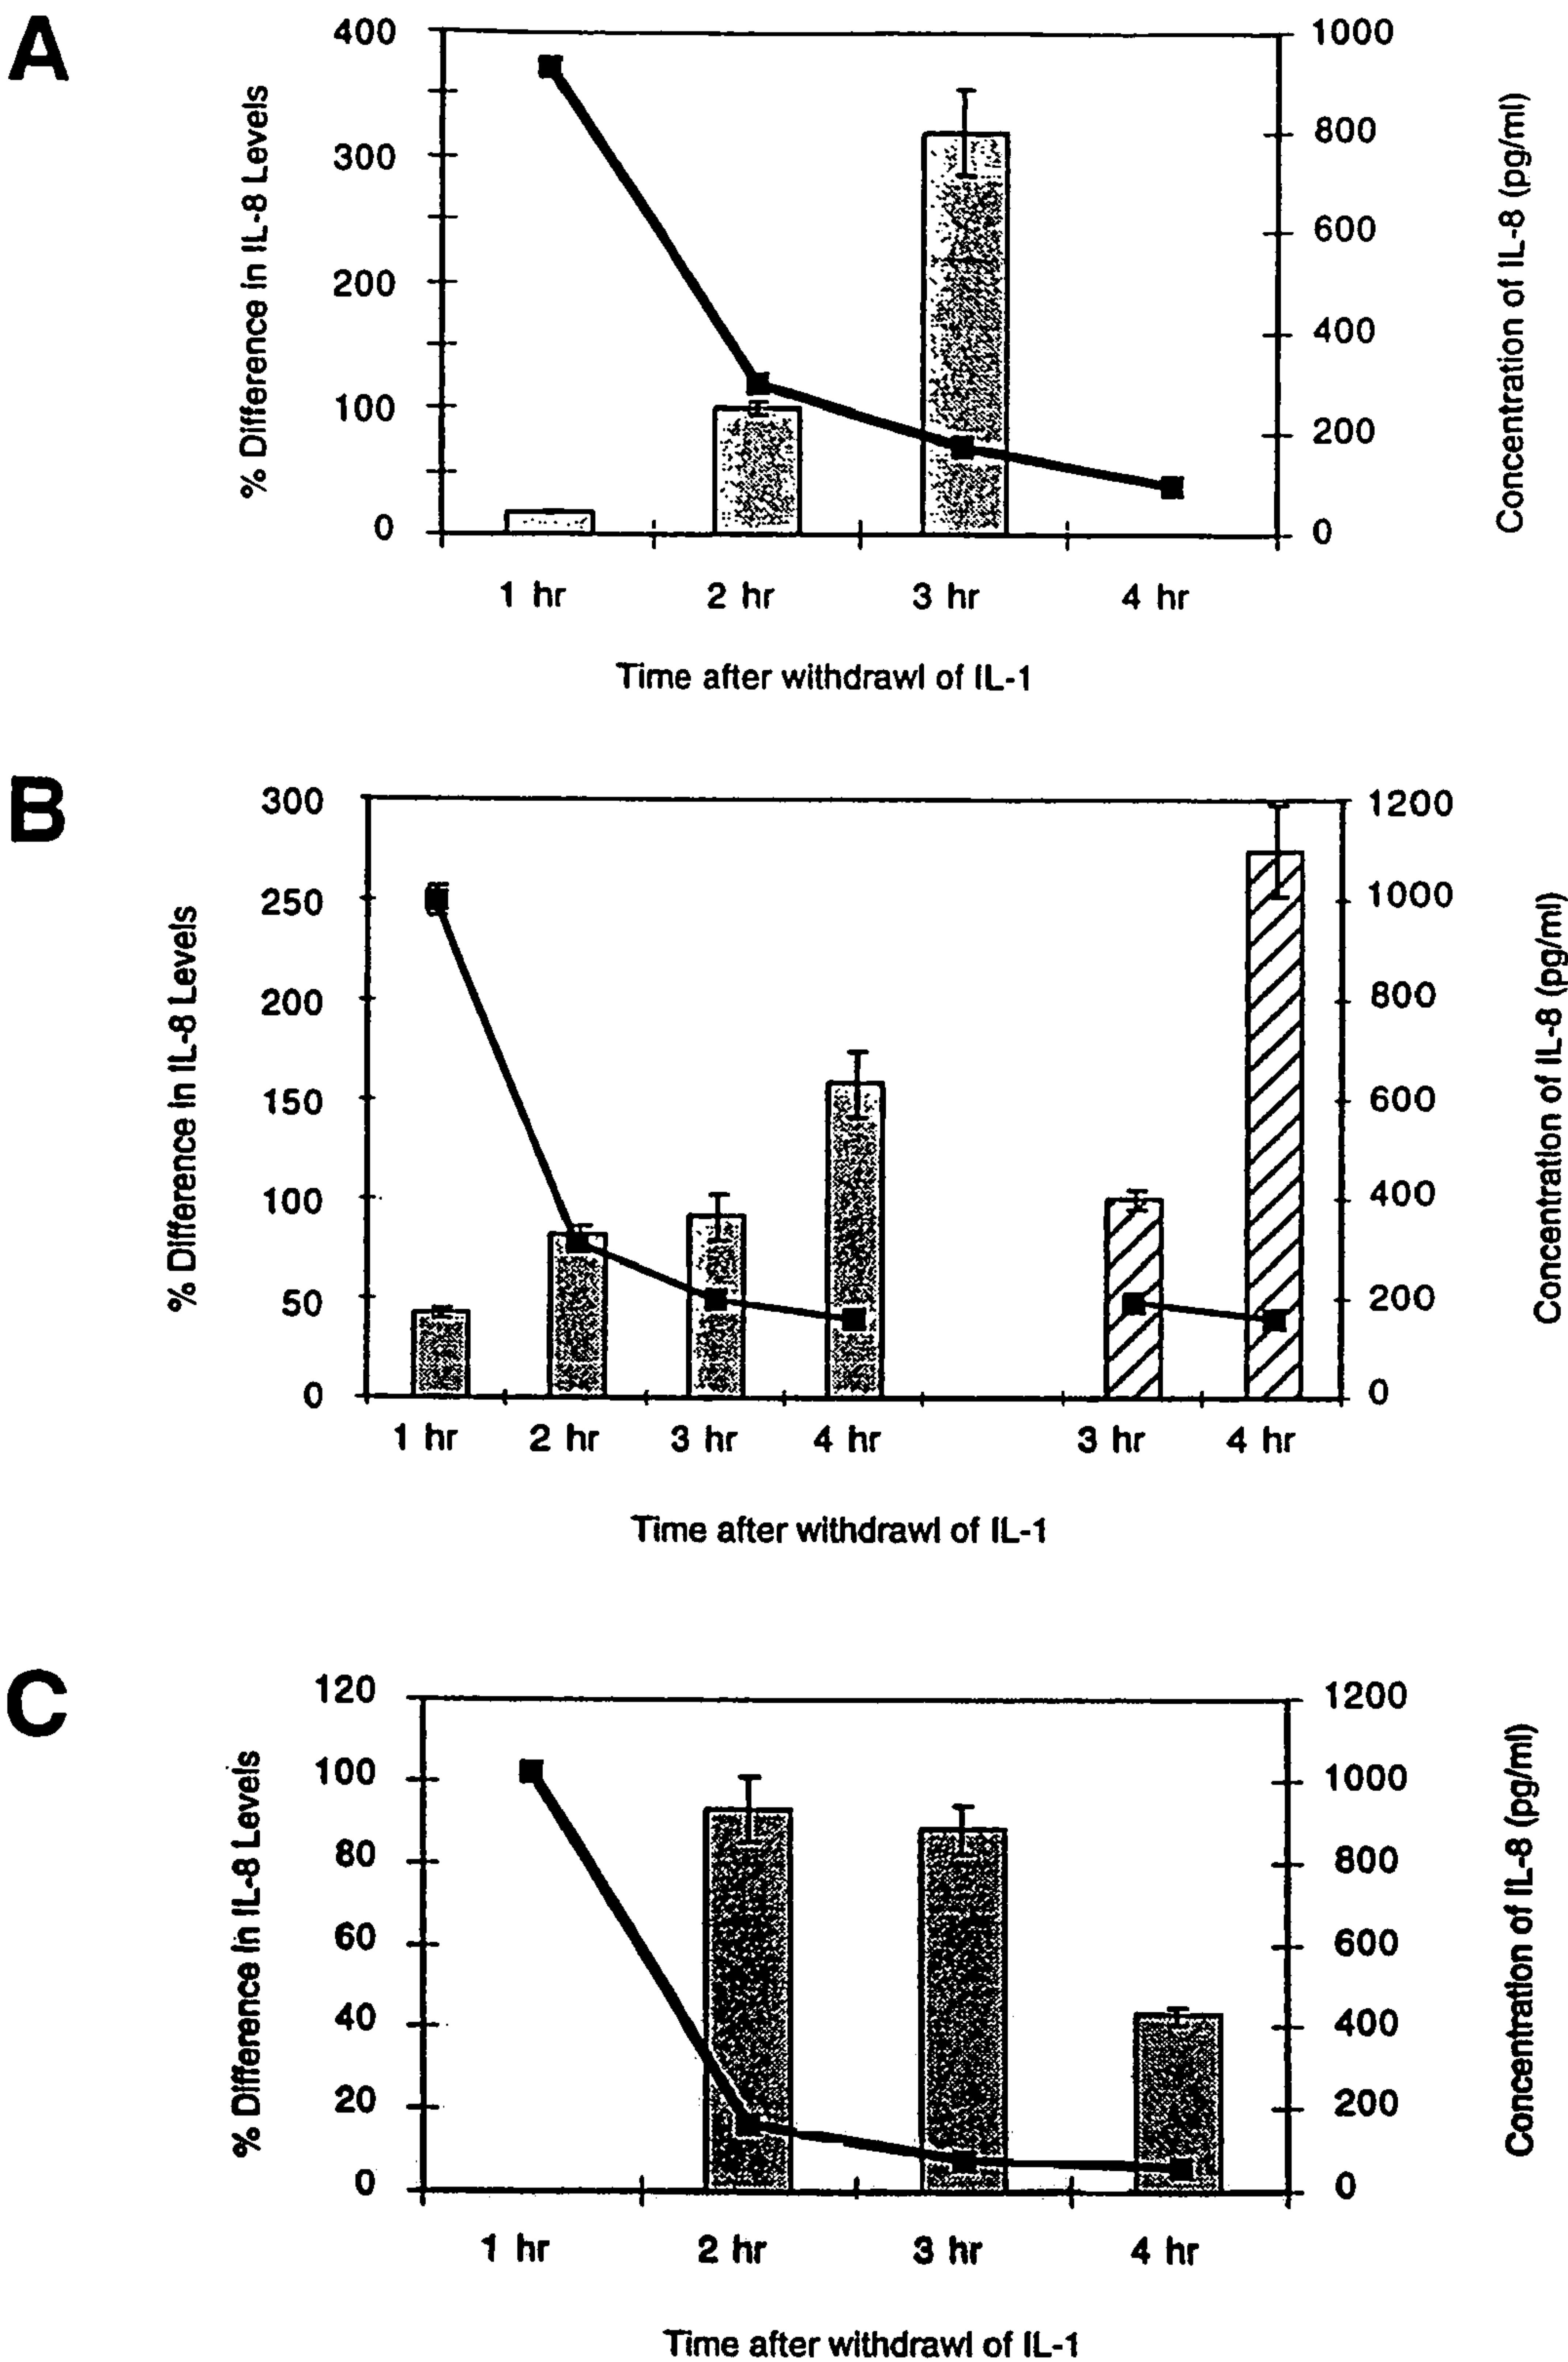 A
% Difference in IL-8 Levels
400
300
200
100
0
1000
800
600
400
200
0
Concentration of IL-8 (pg/ml)
1 hr 2 hr 3 hr 4 hr
Time after withdrawl of IL-1
B
% Difference in IL-8 Levels
300
250
200
150
100
50
0
1200
1000
800
600
400
200
0
Concentration of IL-8 (pg/ml)
1 hr 2 hr 3 hr 4 hr 3 hr 4 hr
Time after withdrawl of IL-1
C
% Difference in IL-8 Levels
120
100
80
60
40
20
0
1200
1000
800
600
400
200
0
Concentration of IL-8 (pg/ml)
1 hr 2 hr 3 hr 4 hr
Time after withdrawl of IL-1